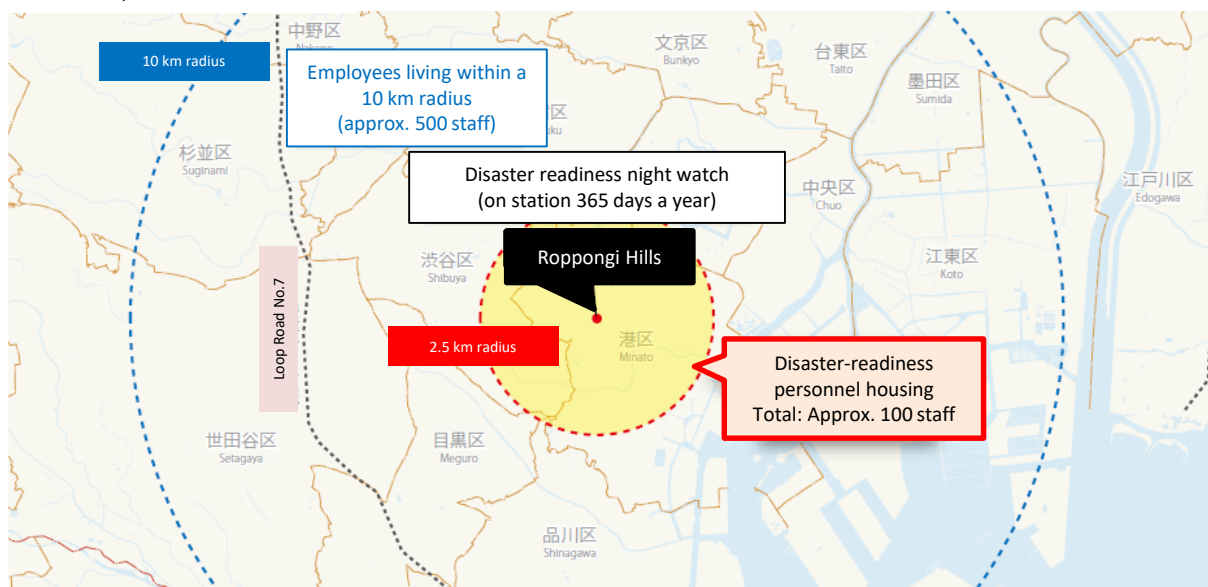 中野区
Nakano
10 km radius
Employees living within a
10 km radius
(approx. 500 staff)
文京区
Bunkyo
台東区
Taito
墨田区
Sumida
区
ku
杉並区
Suginami
Disaster readiness night watch
(on station 365 days a year)
中央区
Chuo
江戸川区
Edogawa
渋谷区
Shibuya
Roppongi Hills
江東区
Koto
Loop Road No.7
2.5 km radius
港区
Minato
Disaster-readiness
personnel housing
Total: Approx. 100 staff
世田谷区
Setagaya
目黒区
Meguro
品川区
Shinagawa